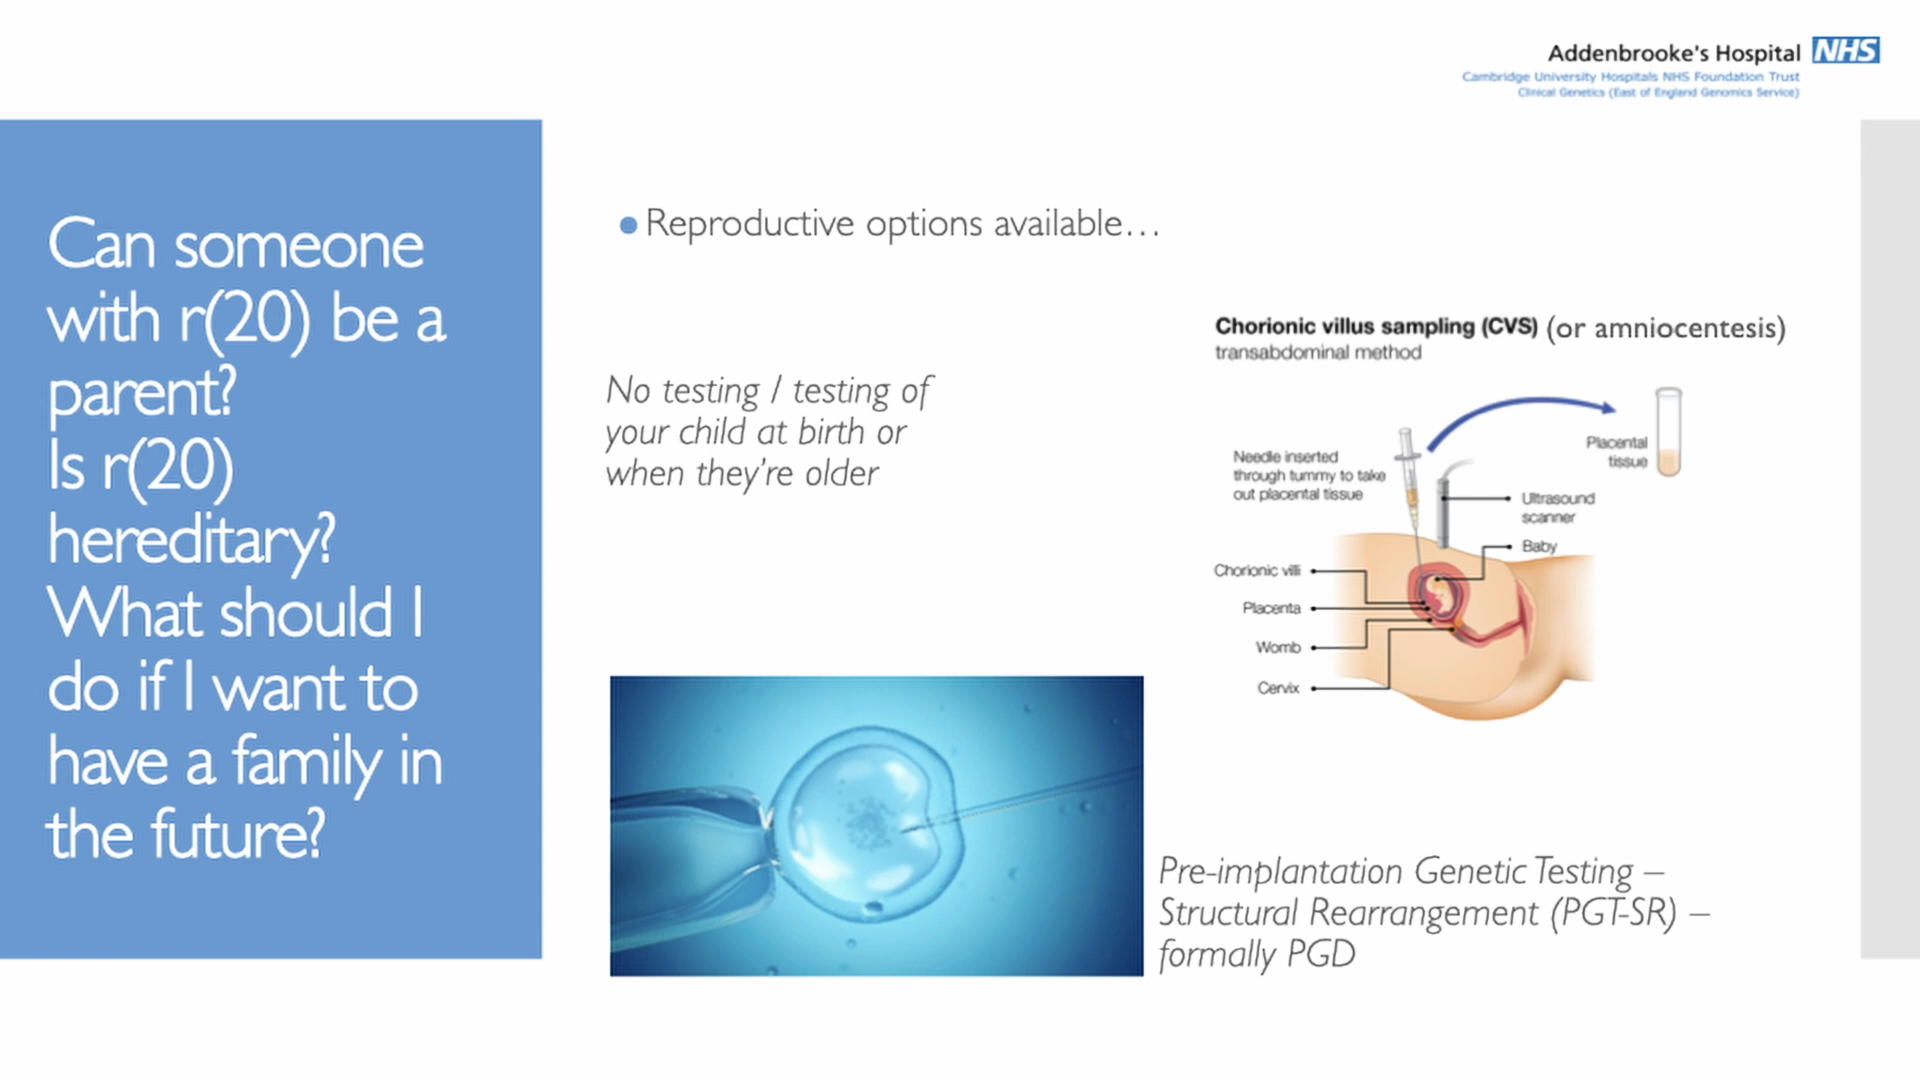 Addenbrooke's Hospital NHS
Cambridge University Hospitals NHS Foundation Trust
Clinical Genetics (East of England Genomics Service)
Can someone
with r(20) be a
parent?
Is r(20)
hereditary?
What should I
do if I want to
have a family in
the future?
• Reproductive options available…
No testing / testing of
your child at birth or
when they're older
Chorionic villus sampling (CVS) (or amniocentesis)
transabdominal method
Needle inserted
through tummy to take
out placental tissue
Placental
tissue
Ultrasound
scanner
Baby
Chorionic villi
Placenta
Womb
Cervix
Pre-implantation Genetic Testing –
Structural Rearrangement (PGT-SR) –
formally PGD